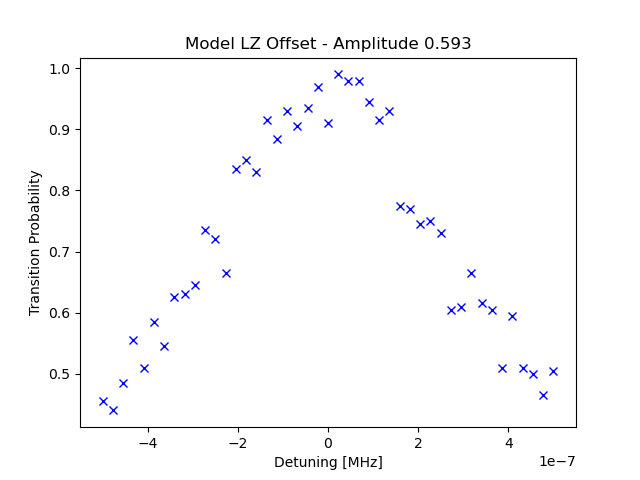 Model LZ Offset - Amplitude 0.593
1.0
0.9
0.8
0.7
0.6
0.5
Transition Probability
−4
−2
0
2
4
1e−7
Detuning [MHz]